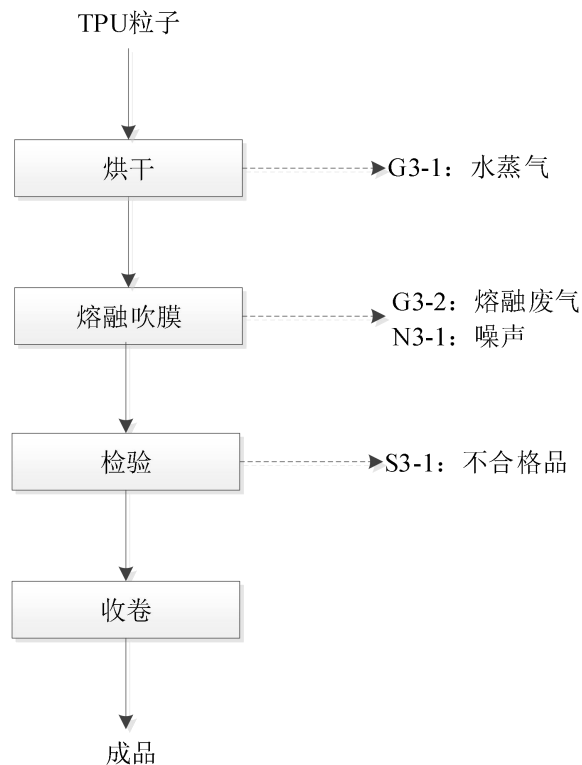 TPU粒子
烘干
G3-1：水蒸气
熔融吹膜
G3-2：熔融废气
N3-1：噪声
检验
S3-1：不合格品
收卷
成品